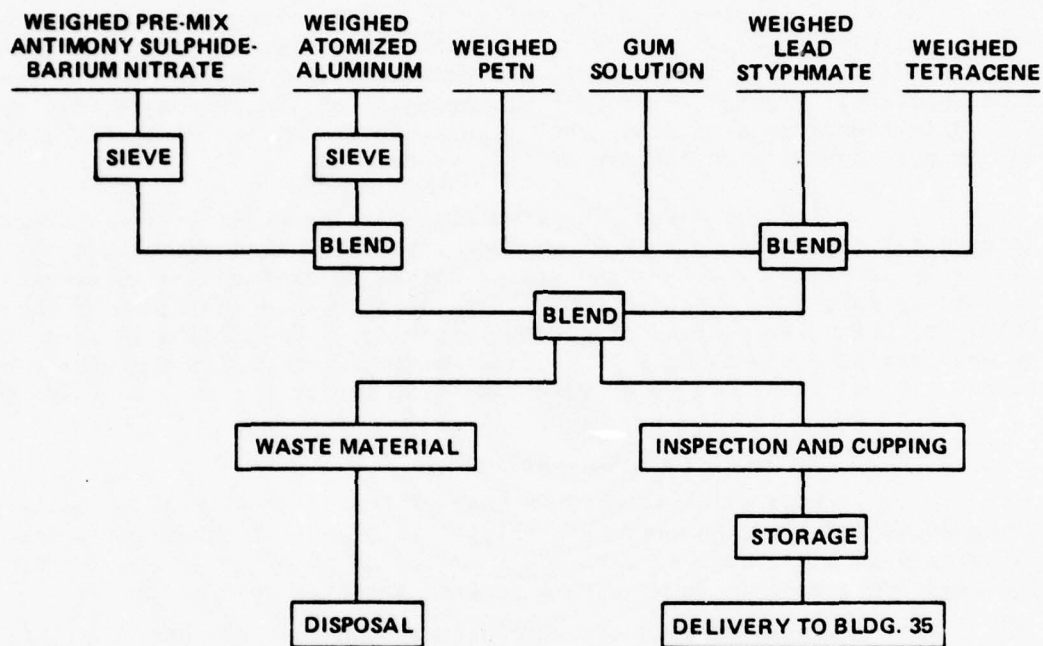 WEIGHED PRE-MIX
ANTIMONY SULPHIDE-
BARIUM NITRATE
WEIGHED
ATOMIZED
ALUMINUM
WEIGHED
PETN
GUM
SOLUTION
WEIGHED
LEAD
STYPHMATE
WEIGHED
TETRACENE
SIEVE
SIEVE
BLEND
BLEND
BLEND
WASTE MATERIAL
INSPECTION AND CUPPING
STORAGE
DISPOSAL
DELIVERY TO BLDG. 35